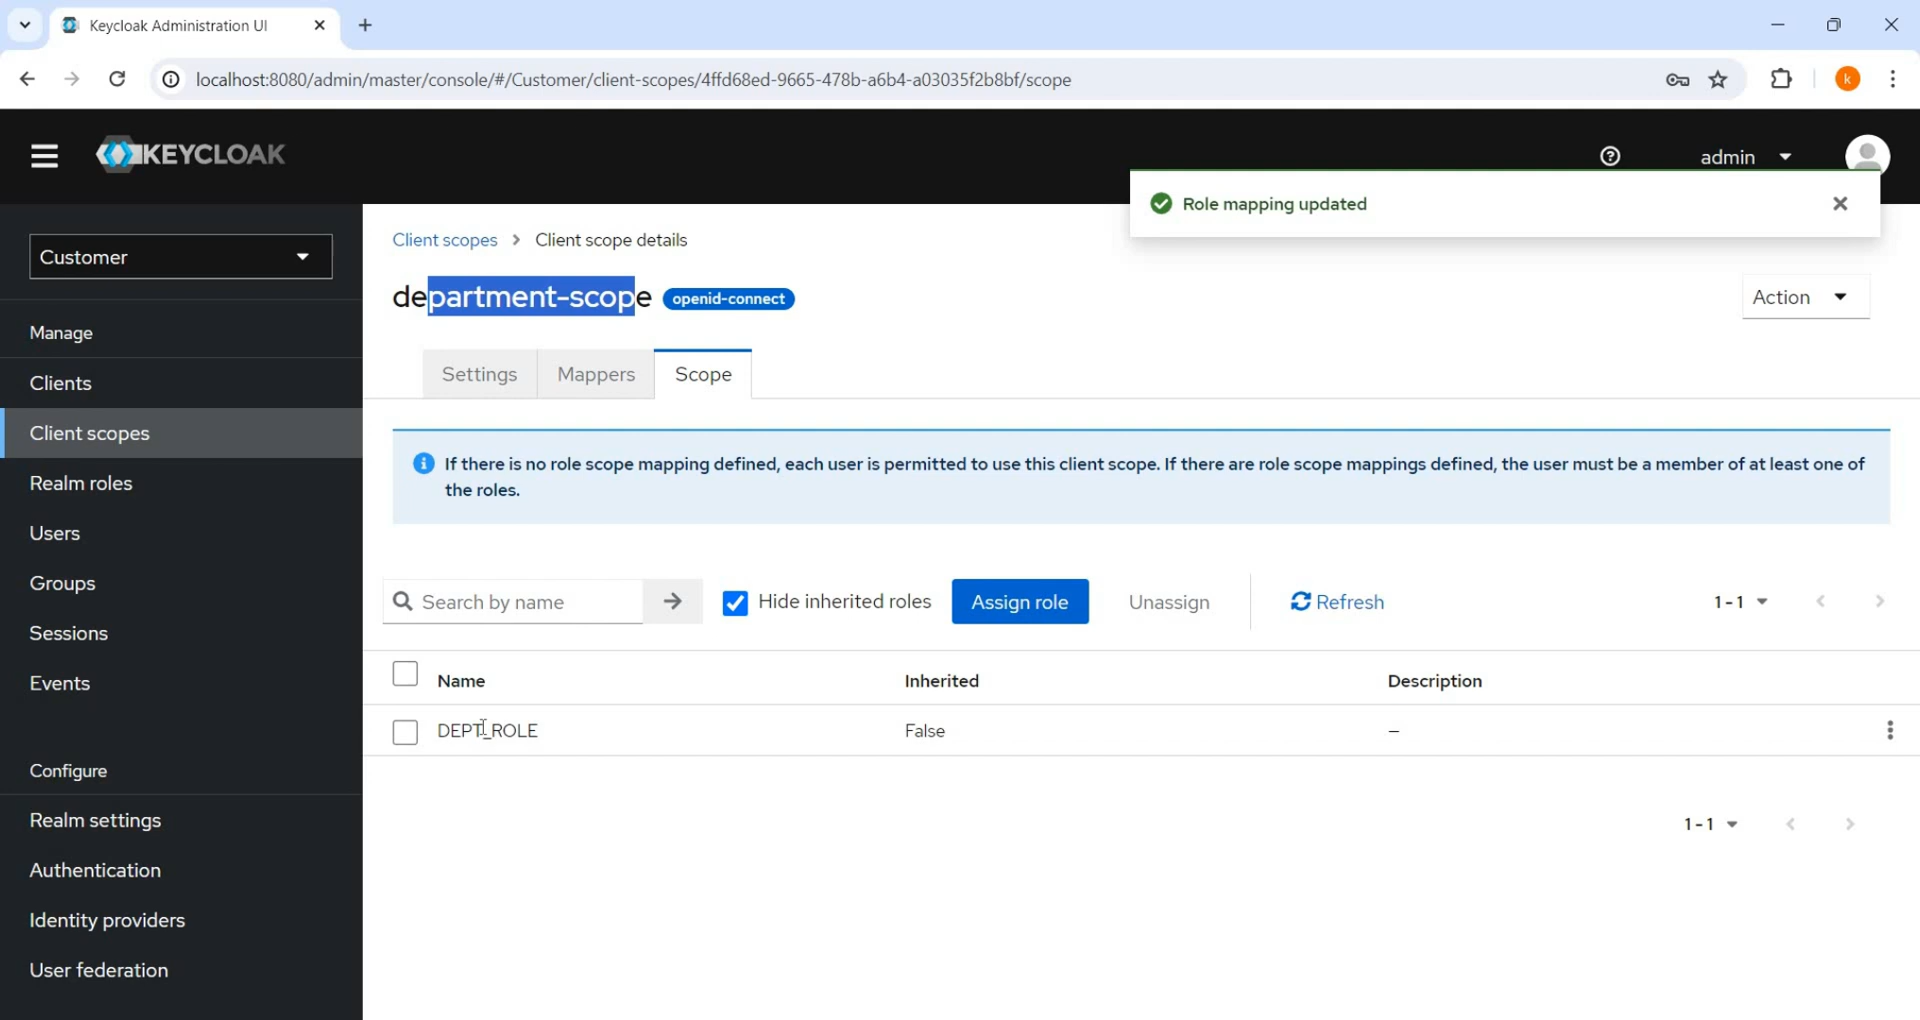 Keycloak Administration UI
localhost:8080/admin/master/console/#/Customer/client-scopes/4ffd68ed-9665-478b-a6b4-a03035f2b8bf/scope
k
KEYCLOAK
admin
Role mapping updated
Customer
Manage
Clients
Client scopes
Realm roles
Users
Groups
Sessions
Events
Configure
Realm settings
Authentication
Identity providers
User federation
Client scopes > Client scope details
department-scope openid-connect
Action
Settings Mappers Scope
If there is no role scope mapping defined, each user is permitted to use this client scope. If there are role scope mappings defined, the user must be a member of at least one of
the roles.
Search by name Hide inherited roles Assign role Unassign Refresh 1-1
Name Inherited Description
DEPT_ROLE False –
1-1